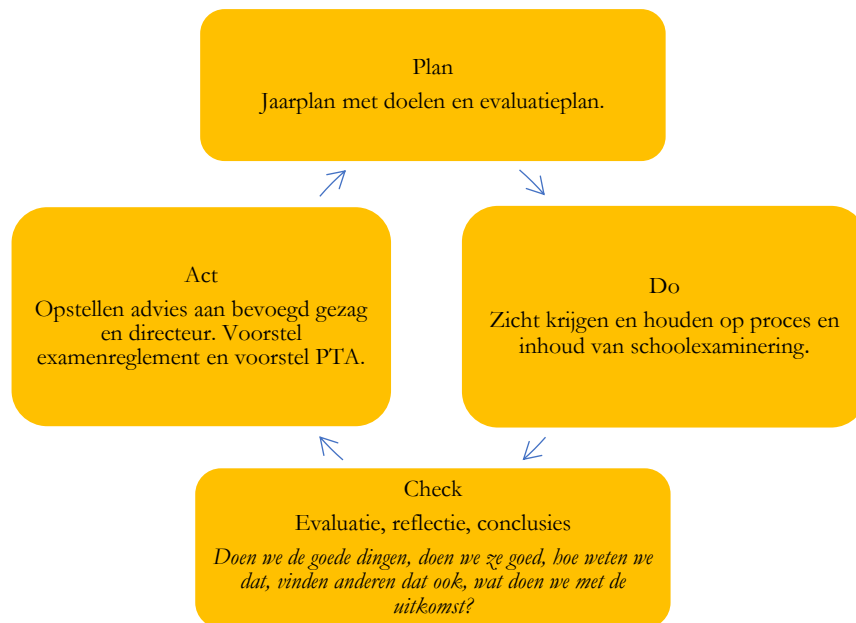 Plan
Jaarplan met doelen en evaluatieplan.
Act
Opstellen advies aan bevoegd gezag
en directeur. Voorstel
examenreglement en voorstel PTA.
Do
Zicht krijgen en houden op proces en
inhoud van schoolexaminering.
Check
Evaluatie, reflectie, conclusies
Doen we de goede dingen, doen we ze goed, hoe weten we
dat, vinden anderen dat ook, wat doen we met de
uitkomst?